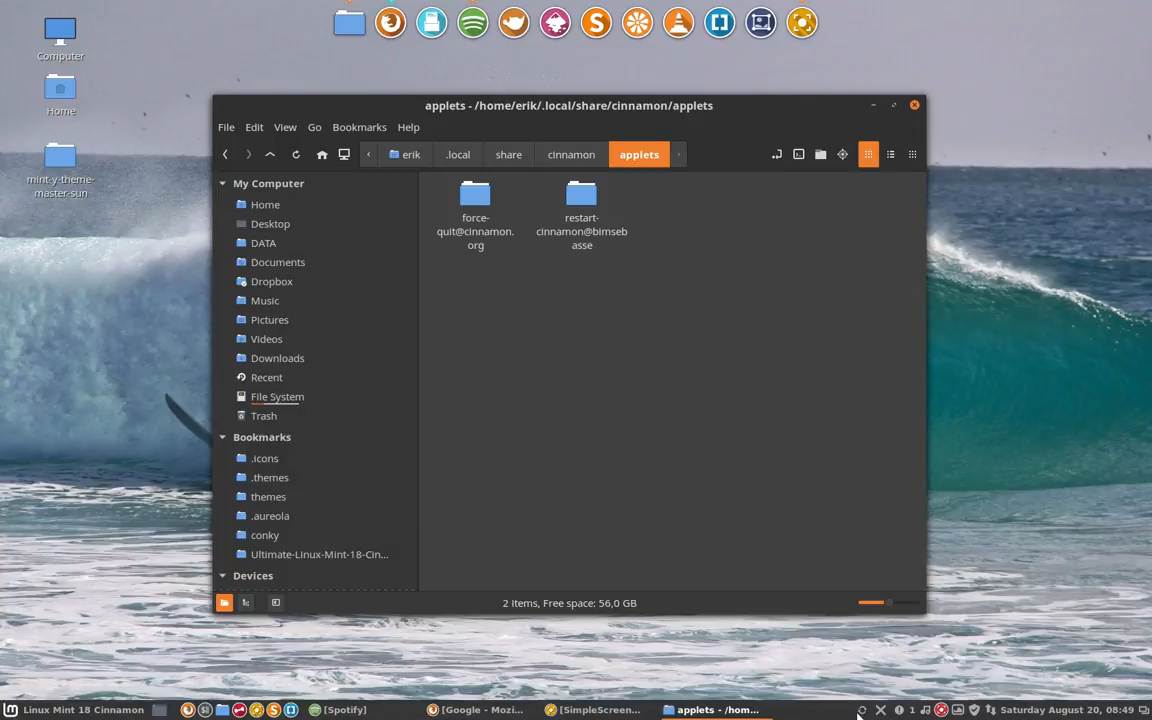 Computer
Home
mint-y-theme-
master-sun
applets - /home/erik/.local/share/cinnamon/applets
File Edit View Go Bookmarks Help
erik .local share cinnamon applets
My Computer
Home
Desktop
DATA
Documents
Dropbox
Music
Pictures
Videos
Downloads
Recent
File System
Trash
Bookmarks
.icons
.themes
themes
.aureola
conky
Ultimate-Linux-Mint-18-Cin...
Devices
force-
quit@cinnamon.
org
restart-
cinnamon@bimseb
asse
2 items, Free space: 56,0 GB
Linux Mint 18 Cinnamon [Spotify] [Google - Mozi... [SimpleScreen... applets - /hom... 1 Saturday August 20, 08:49